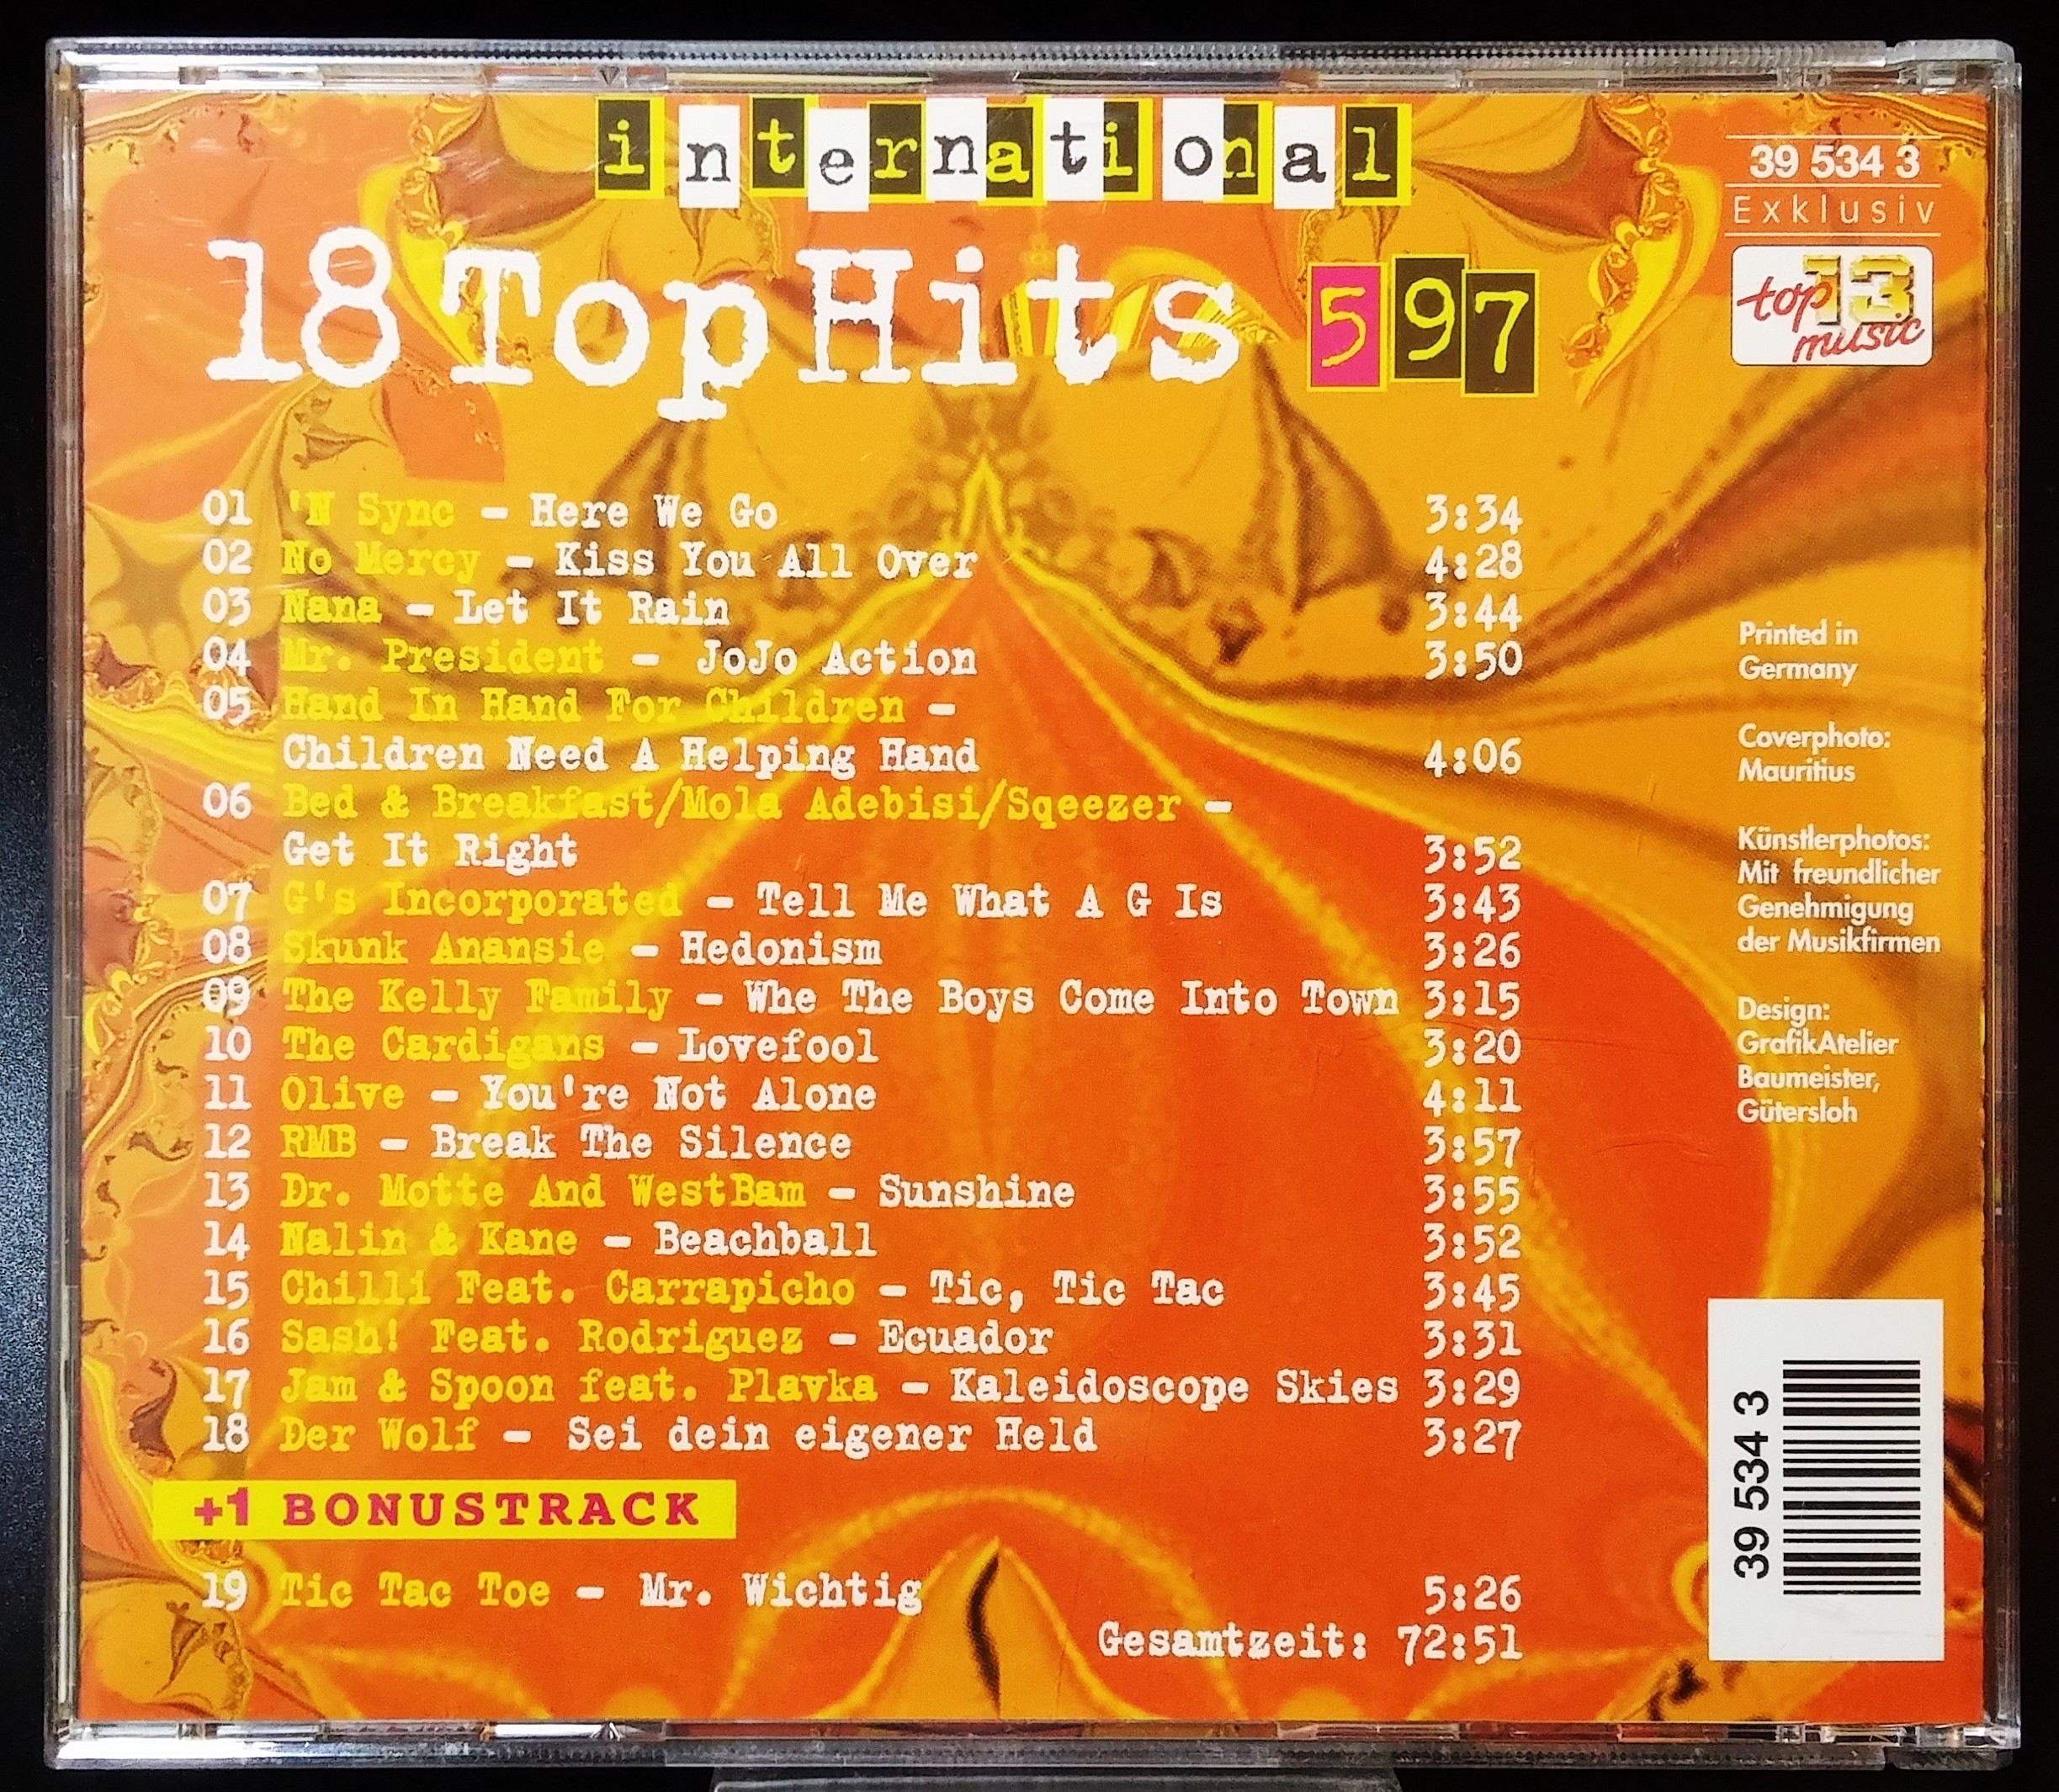 international
18 Top Hits 597
39 534 3
Exklusiv
top 13
music
01 'N Sync – Here We Go 3:34
02 No Mercy – Kiss You All Over 4:28
03 Nana – Let It Rain 3:44
04 Mr. President – JoJo Action 3:50
05 Hand In Hand For Children –
Children Need A Helping Hand 4:06
06 Bed & Breakfast/Mola Adebisi/Sqeezer –
Get It Right 3:52
07 G's Incorporated – Tell Me What A G Is 3:43
08 Skunk Anansie – Hedonism 3:26
09 The Kelly Family – Whe The Boys Come Into Town 3:15
10 The Cardigans – Lovefool 3:20
11 Olive – You're Not Alone 4:11
12 RMB – Break The Silence 3:57
13 Dr. Motte And WestBam – Sunshine 3:55
14 Nalin & Kane – Beachball 3:52
15 Chilli Feat. Carrapicho – Tic, Tic Tac 3:45
16 Sash! Feat. Rodriguez – Ecuador 3:31
17 Jam & Spoon feat. Plavka – Kaleidoscope Skies 3:29
18 Der Wolf – Sei dein eigener Held 3:27
+1 BONUSTRACK
19 Tic Tac Toe – Mr. Wichtig 5:26
Gesamtzeit: 72:51
Printed in
Germany
Coverphoto:
Mauritius
Künstlerphotos:
Mit freundlicher
Genehmigung
der Musikfirmen
Design:
GrafikAtelier
Baumeister,
Gütersloh
39 534 3